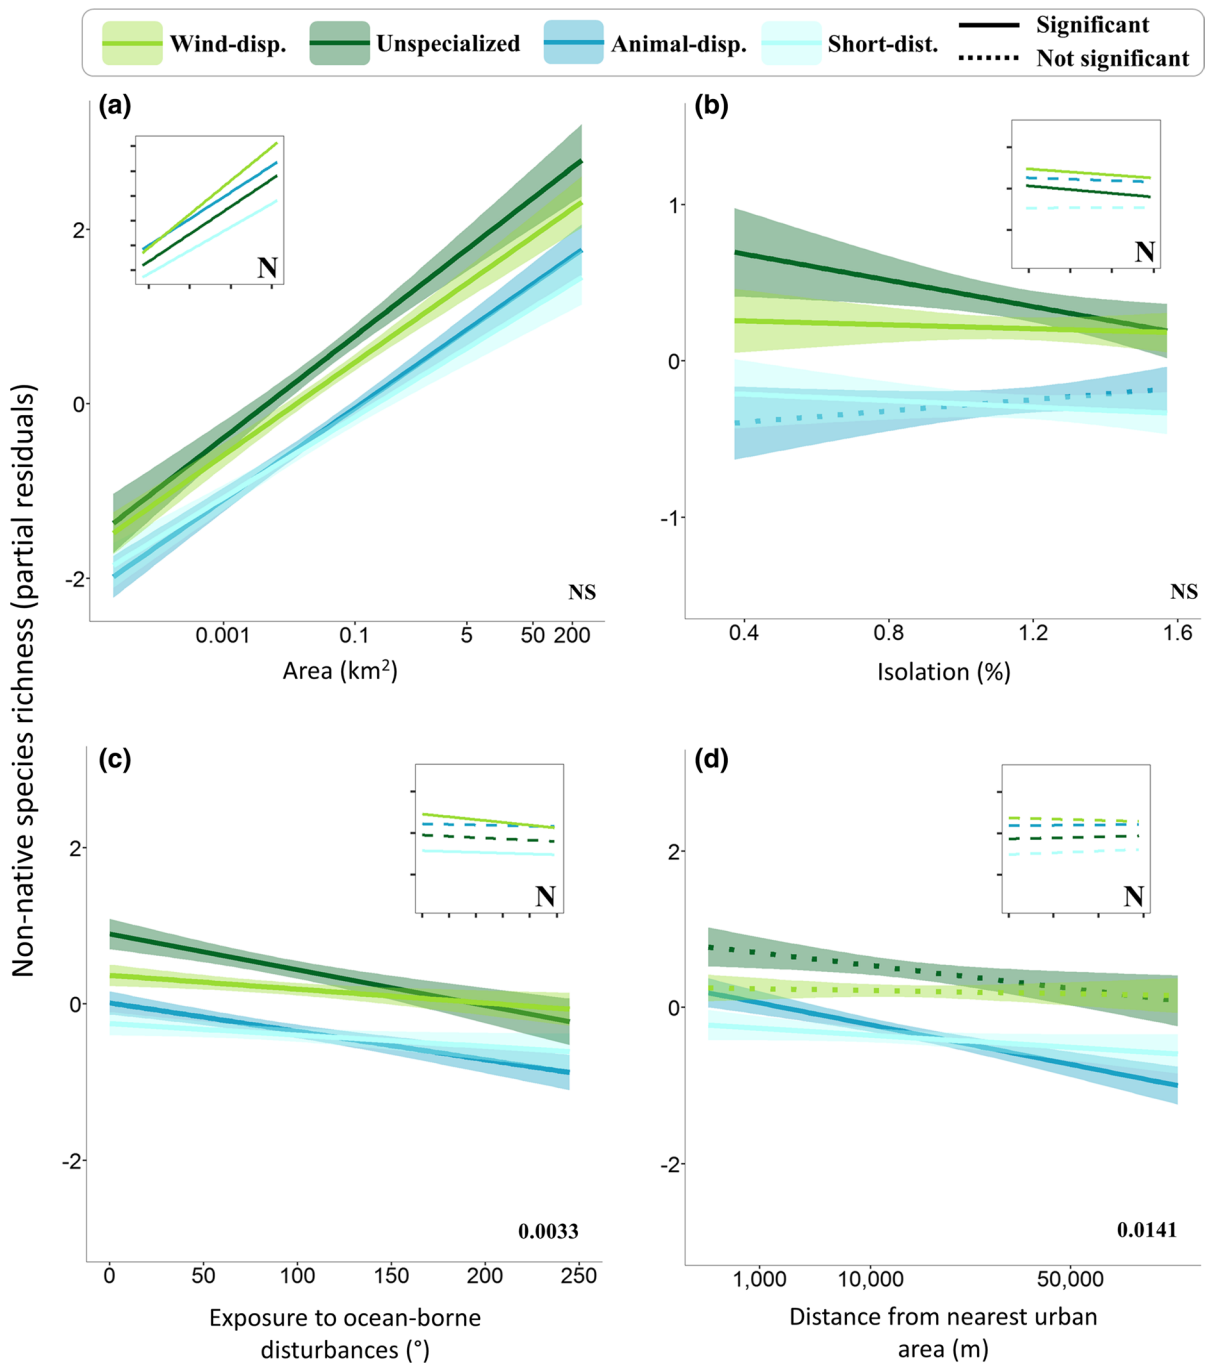 Wind-disp. Unspecialized Animal-disp. Short-dist. Significant
Not significant
Non-native species richness (partial residuals)
(a)
N
2
0
-2
NS
0.001 0.1 5 50 200
Area (km²)
(b)
N
1
0
-1
NS
0.4 0.8 1.2 1.6
Isolation (%)
(c)
N
2
0
-2
0.0033
0 50 100 150 200 250
Exposure to ocean-borne
disturbances (°)
(d)
N
2
0
-2
0.0141
1,000 10,000 50,000
Distance from nearest urban
area (m)